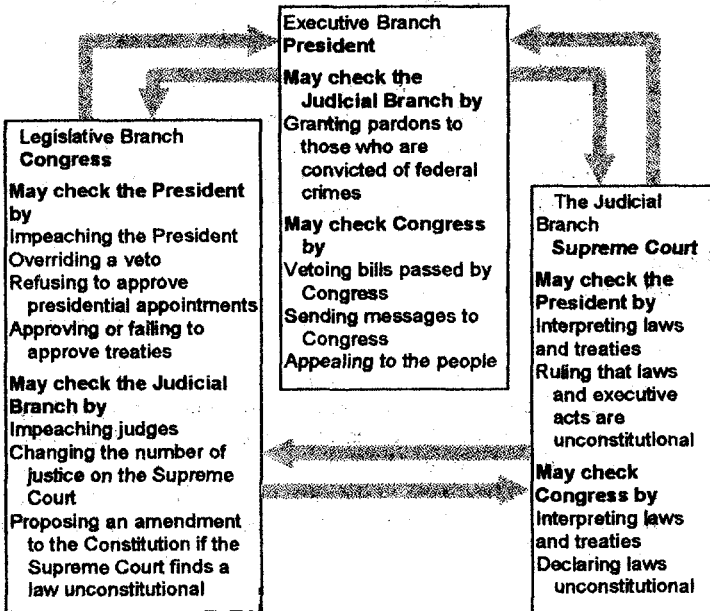 Executive Branch
President
May check the
Judicial Branch by
Granting pardons to
those who are
convicted of federal
crimes
May check Congress
by
Vetoing bills passed by
Congress
Sending messages to
Congress
Appealing to the people
Legislative Branch
Congress
May check the President
by
Impeaching the President
Overriding a veto
Refusing to approve
presidential appointments
Approving or failing to
approve treaties
May check the Judicial
Branch by
Impeaching judges
Changing the number of
justice on the Supreme
Court
Proposing an amendment
to the Constitution if the
Supreme Court finds a
law unconstitutional
The Judicial
Branch
Supreme Court
May check the
President by
Interpreting laws
and treaties
Ruling that laws
and executive
acts are
unconstitutional
May check
Congress by
Interpreting laws
and treaties
Declaring laws
unconstitutional